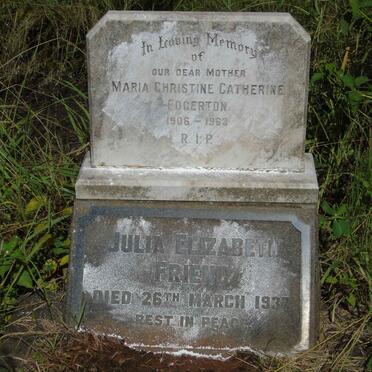 In Loving Memory
of
OUR DEAR MOTHER
MARIA CHRISTINE CATHERINE
EDGERTON
1906 - 1963
R.I.P.
JULIA ELIZABETH
DIED 26TH MARCH 1937
REST IN PEACE